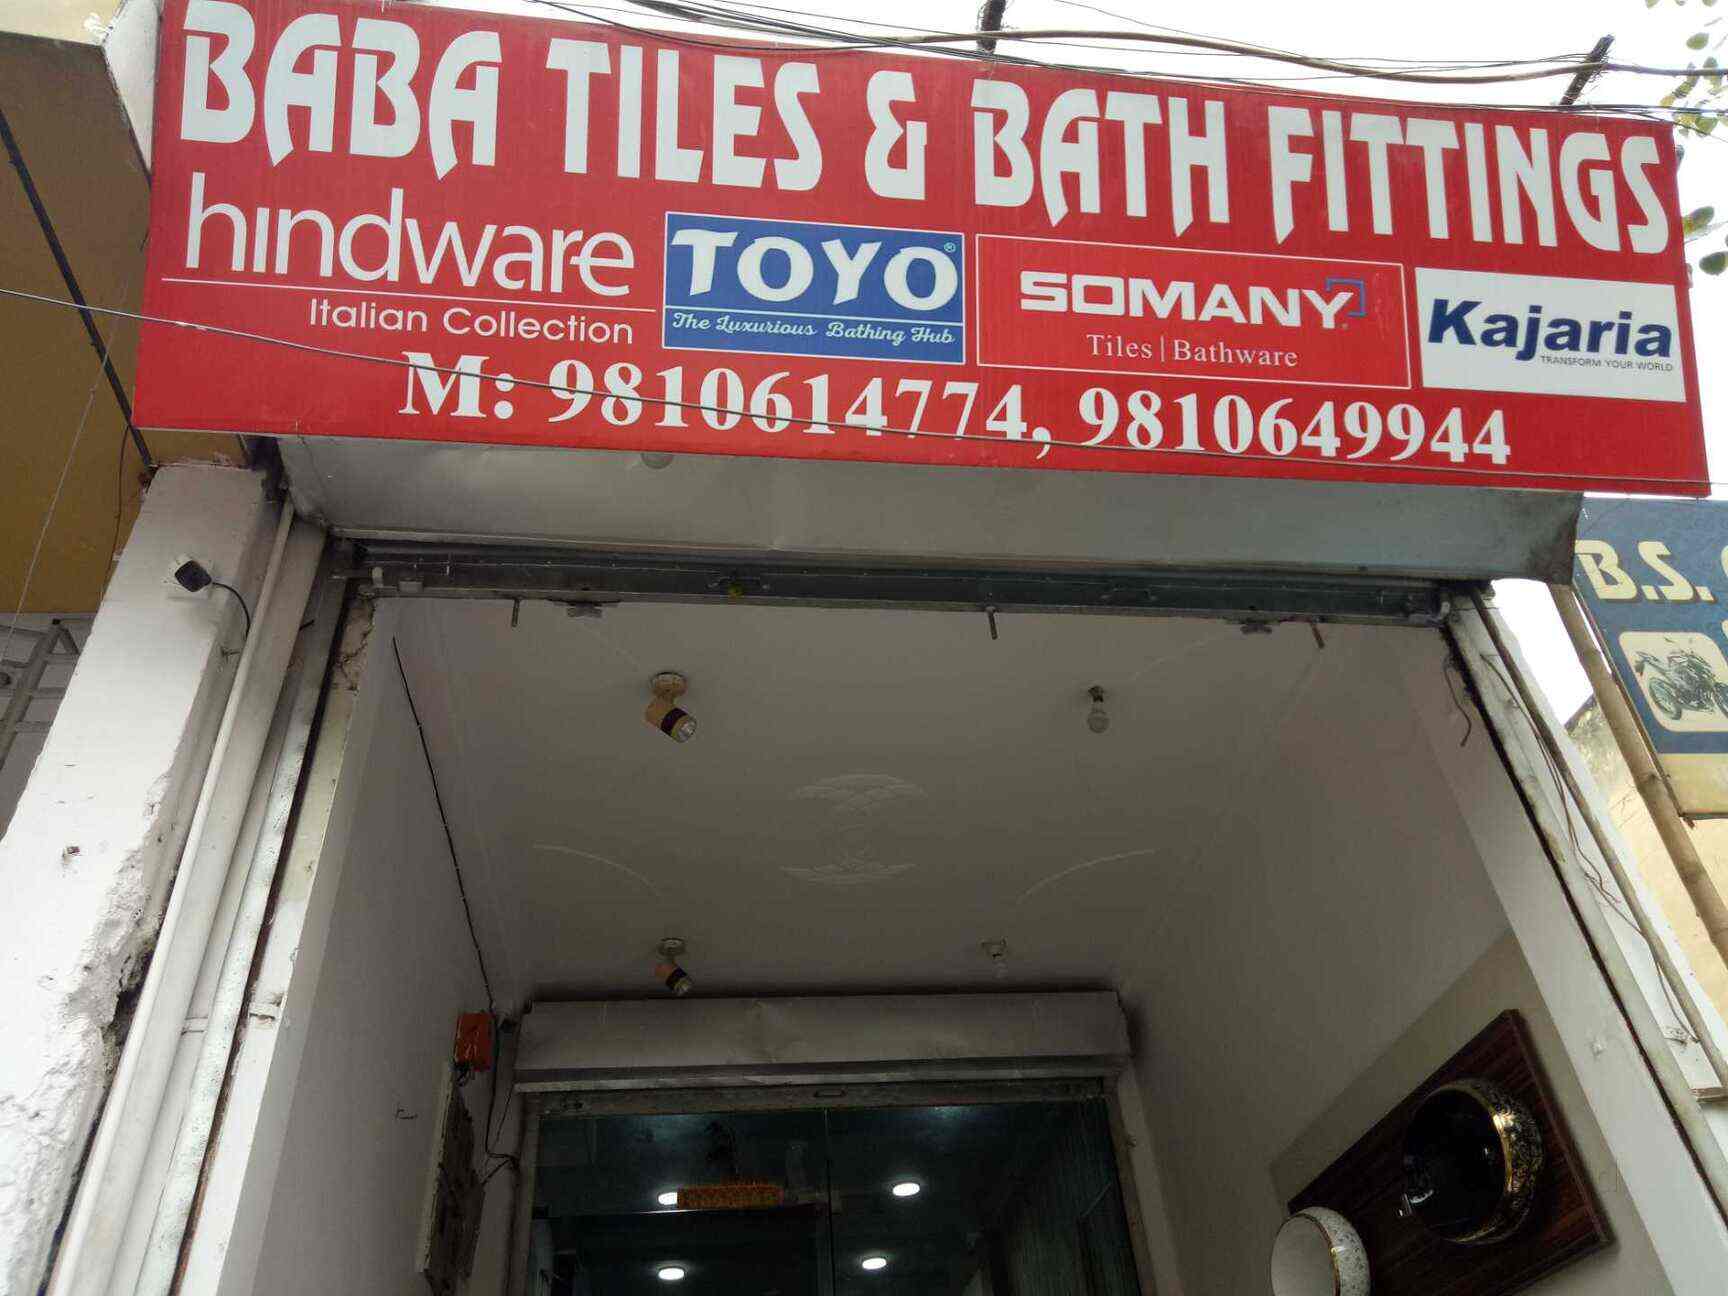 BABA TILES & BATH FITTINGS
hindware
Italian Collection
TOYO®
The Luxurious Bathing Hub
SOMANY
Tiles | Bathware
Kajaria
TRANSFORM YOUR WORLD
M: 9810614774, 9810649944
B.S.